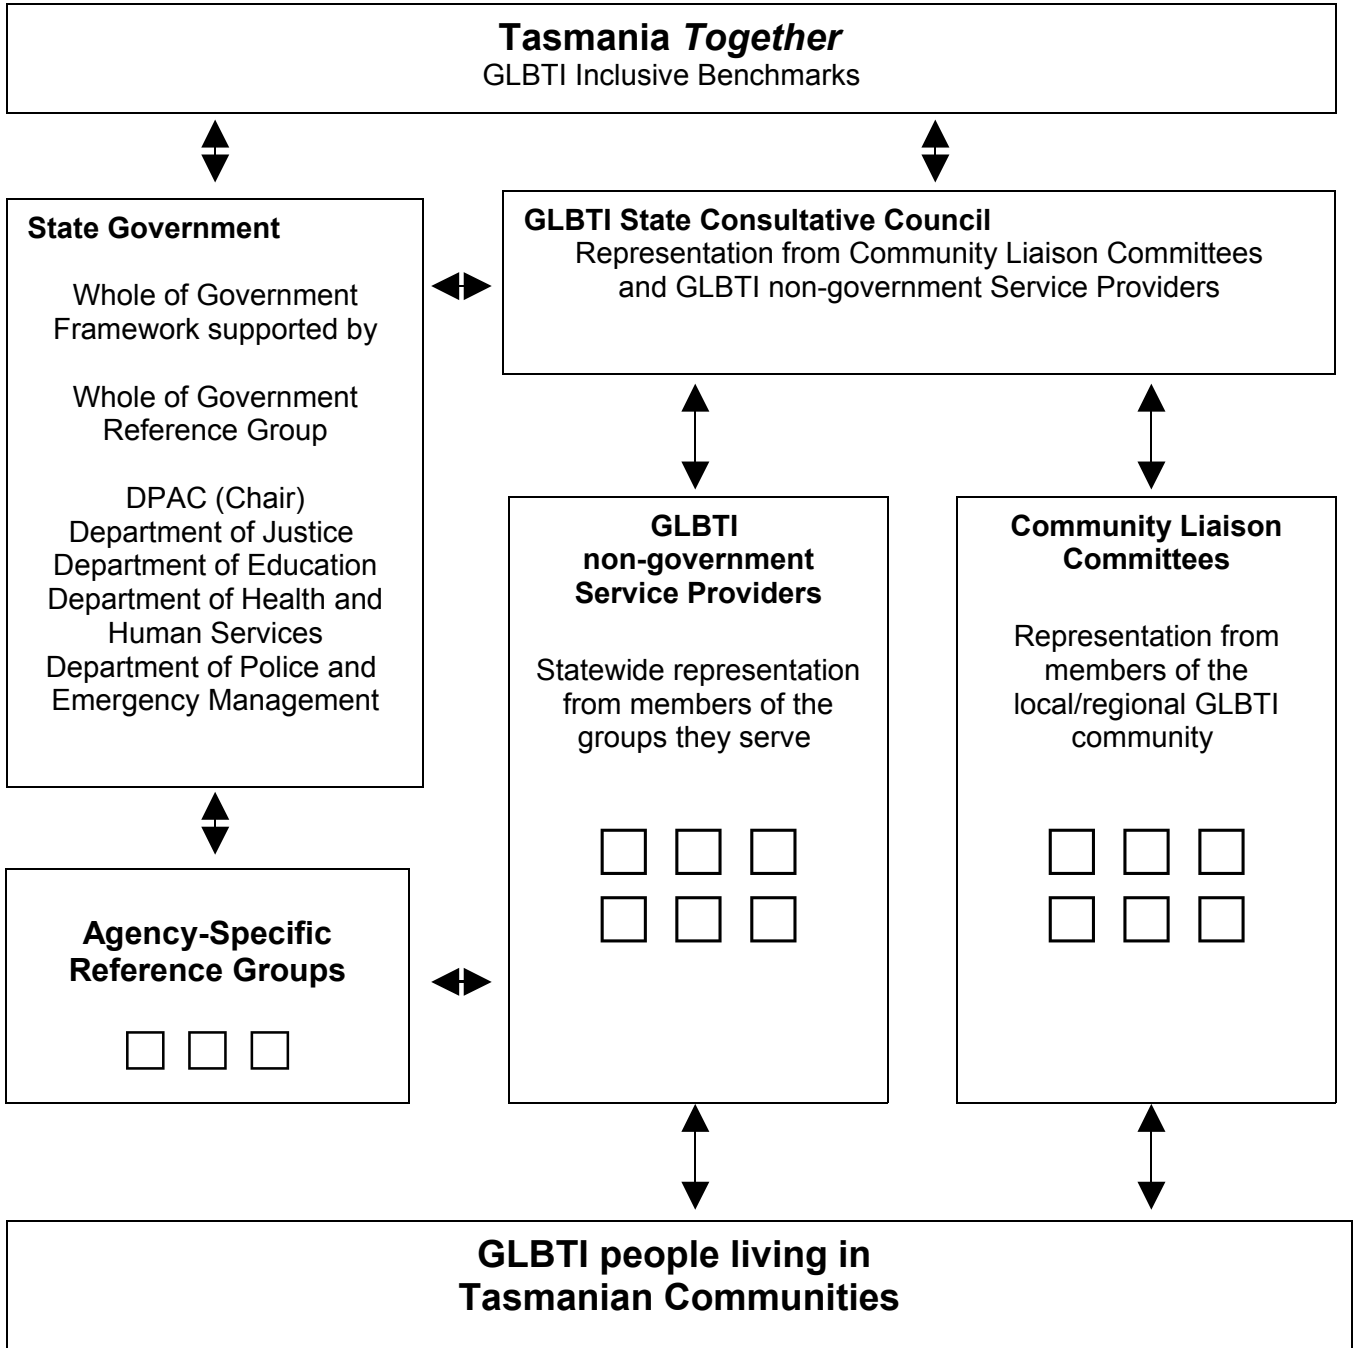 Tasmania Together
GLBTI Inclusive Benchmarks
State Government
Whole of Government
Framework supported by
Whole of Government
Reference Group
DPAC (Chair)
Department of Justice
Department of Education
Department of Health and
Human Services
Department of Police and
Emergency Management
GLBTI State Consultative Council
Representation from Community Liaison Committees
and GLBTI non-government Service Providers
GLBTI
non-government
Service Providers
Statewide representation
from members of the
groups they serve
Community Liaison
Committees
Representation from
members of the
local/regional GLBTI
community
Agency-Specific
Reference Groups
GLBTI people living in
Tasmanian Communities